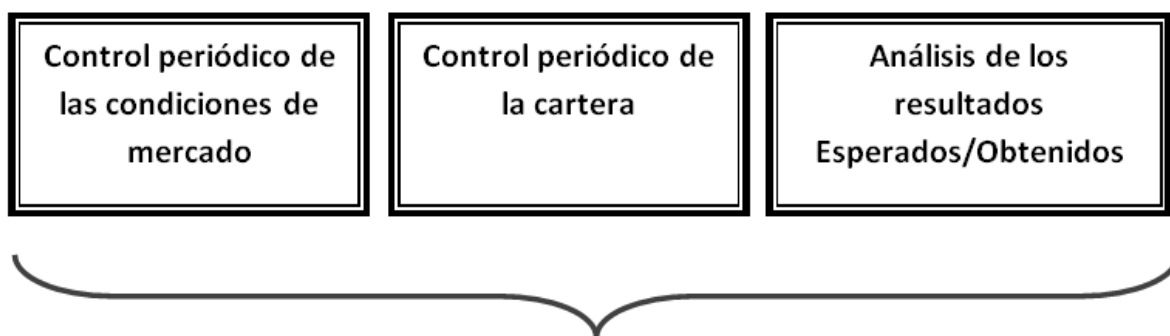 Control periódico de
las condiciones de
mercado
Control periódico de
la cartera
Análisis de los
resultados
Esperados/Obtenidos